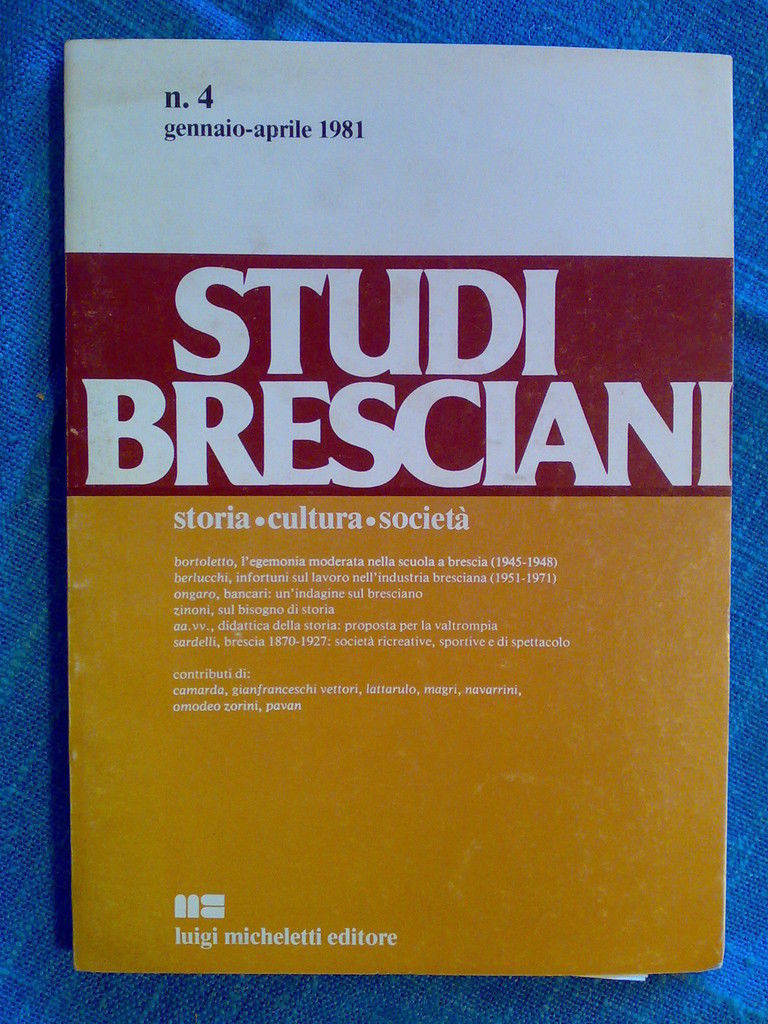 n. 4
gennaio-aprile 1981
STUDI
BRESCIANI
storia • cultura • società
bortoletto, l'egemonia moderata nella scuola a brescia (1945-1948)
berlucchi, infortuni sul lavoro nell'industria bresciana (1951-1971)
ongaro, bancari: un'indagine sul bresciano
zinoni, sul bisogno di storia
aa.vv., didattica della storia: proposta per la valtrompia
sardelli, brescia 1870-1927: società ricreative, sportive e di spettacolo
contributi di:
camarda, gianfranceschi vettori, lattarulo, magri, navarrini,
omodeo zorini, pavan
luigi micheletti editore